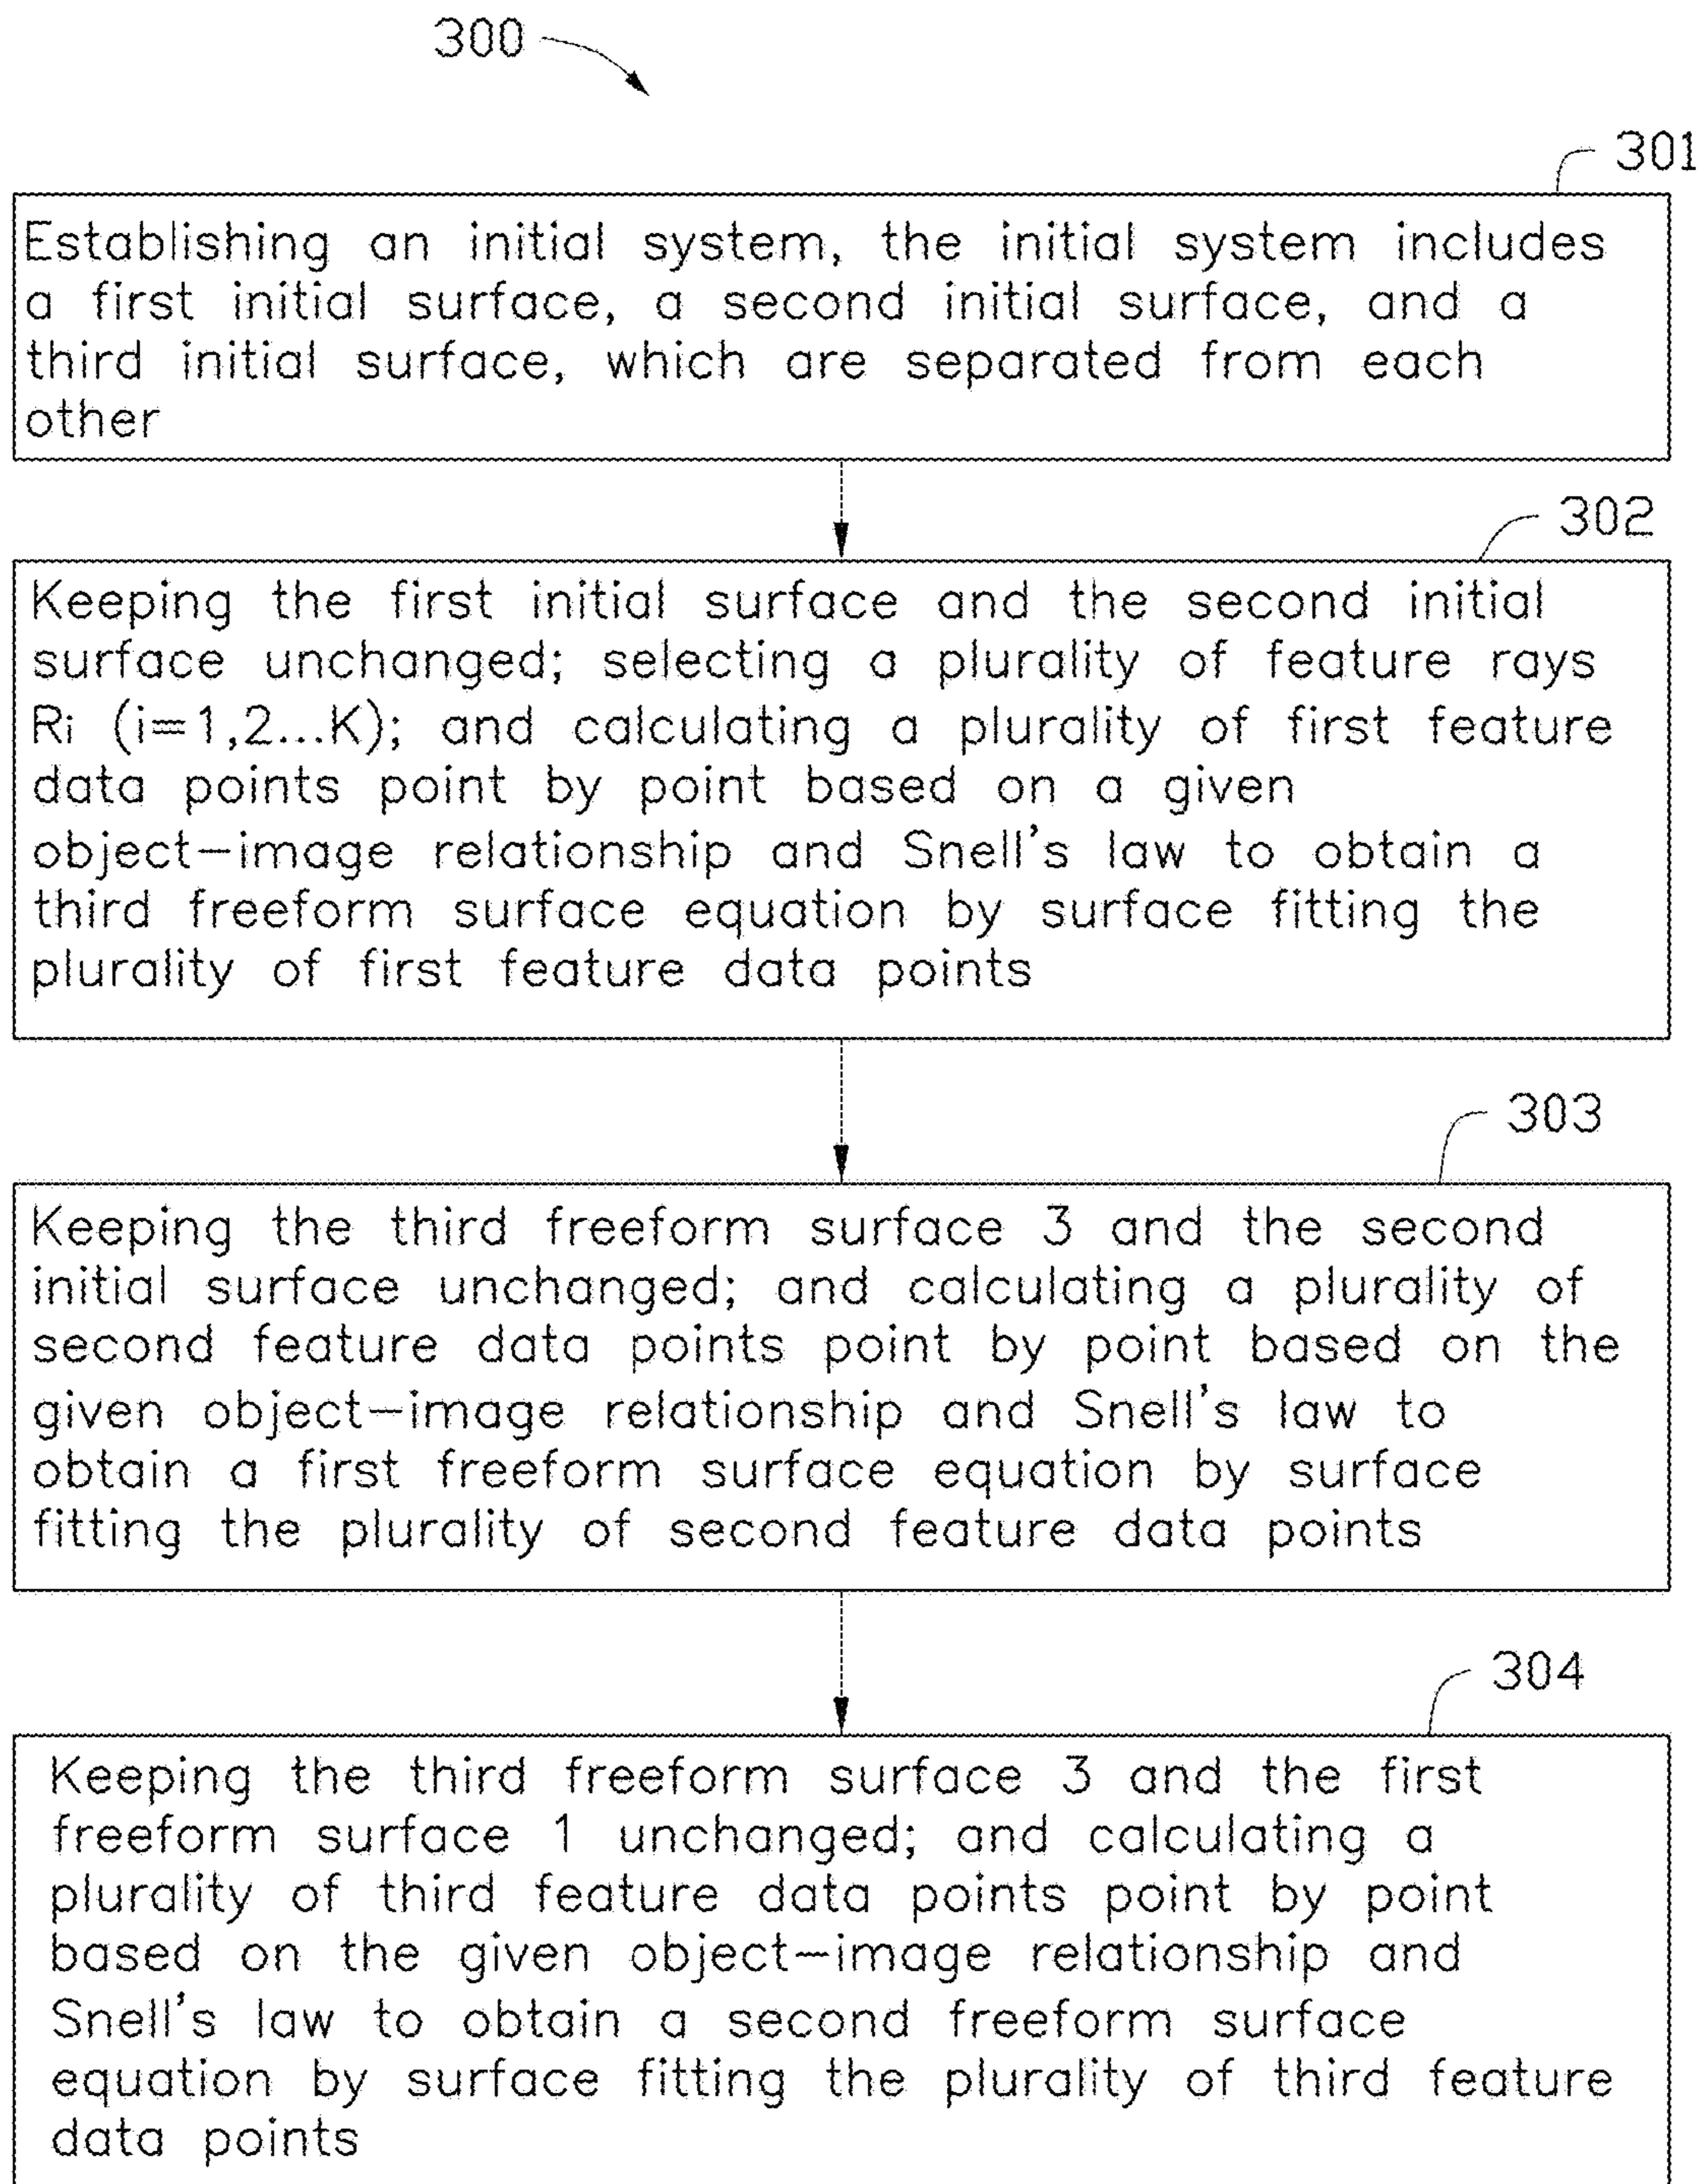 300
301
Establishing an initial system, the initial system includes
a first initial surface, a second initial surface, and a
third initial surface, which are separated from each
other
302
Keeping the first initial surface and the second initial
surface unchanged; selecting a plurality of feature rays
Ri (i=1,2...K); and calculating a plurality of first feature
data points point by point based on a given
object-image relationship and Snell's law to obtain a
third freeform surface equation by surface fitting the
plurality of first feature data points
303
Keeping the third freeform surface 3 and the second
initial surface unchanged; and calculating a plurality of
second feature data points point by point based on the
given object-image relationship and Snell's law to
obtain a first freeform surface equation by surface
fitting the plurality of second feature data points
304
Keeping the third freeform surface 3 and the first
freeform surface 1 unchanged; and calculating a
plurality of third feature data points point by point
based on the given object-image relationship and
Snell's law to obtain a second freeform surface
equation by surface fitting the plurality of third feature
data points